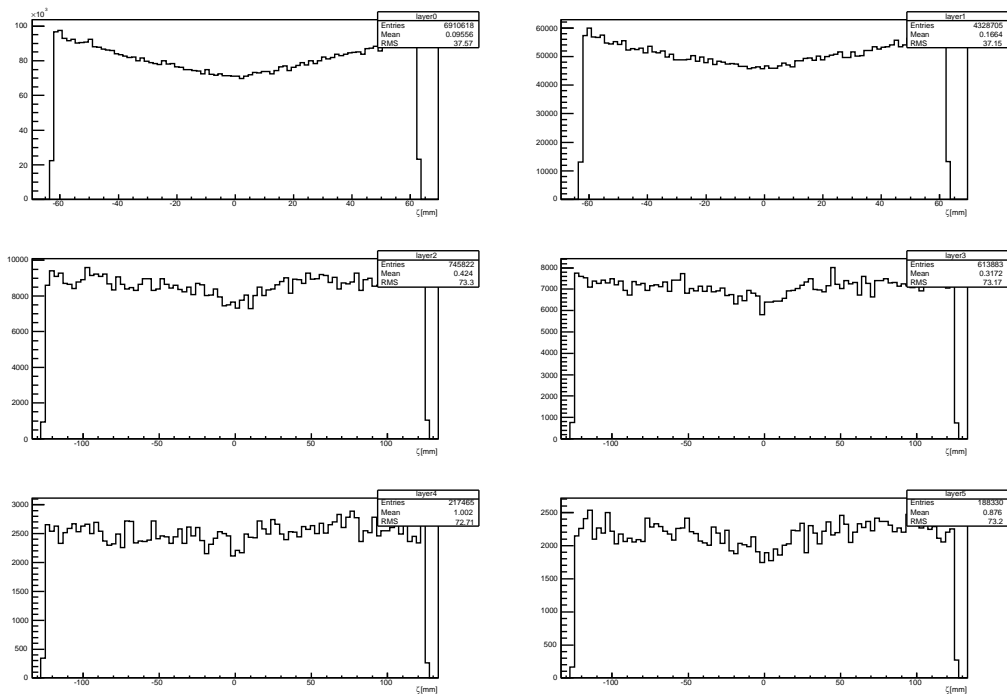 ×10³
layer0
Entries 6910618
Mean 0.09556
RMS 37.57
100
80
60
40
20
0
-60 -40 -20 0 20 40 60
ζ[mm]
layer1
Entries 4328705
Mean 0.1664
RMS 37.15
60000
50000
40000
30000
20000
10000
0
-60 -40 -20 0 20 40 60
ζ[mm]
layer2
Entries 745822
Mean 0.424
RMS 73.3
10000
8000
6000
4000
2000
0
-100 -50 0 50 100
ζ[mm]
layer3
Entries 613883
Mean 0.3172
RMS 73.17
8000
7000
6000
5000
4000
3000
2000
1000
0
-100 -50 0 50 100
ζ[mm]
layer4
Entries 217465
Mean 1.002
RMS 72.71
3000
2500
2000
1500
1000
500
0
-100 -50 0 50 100
ζ[mm]
layer5
Entries 188330
Mean 0.876
RMS 73.2
2500
2000
1500
1000
500
0
-100 -50 0 50 100
ζ[mm]